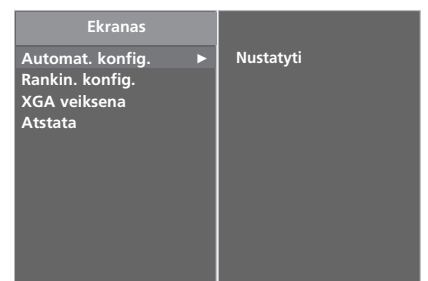 Ekranas
Automat. konfig. ►
Rankin. konfig.
XGA veiksena
Atstata
Nustatyti